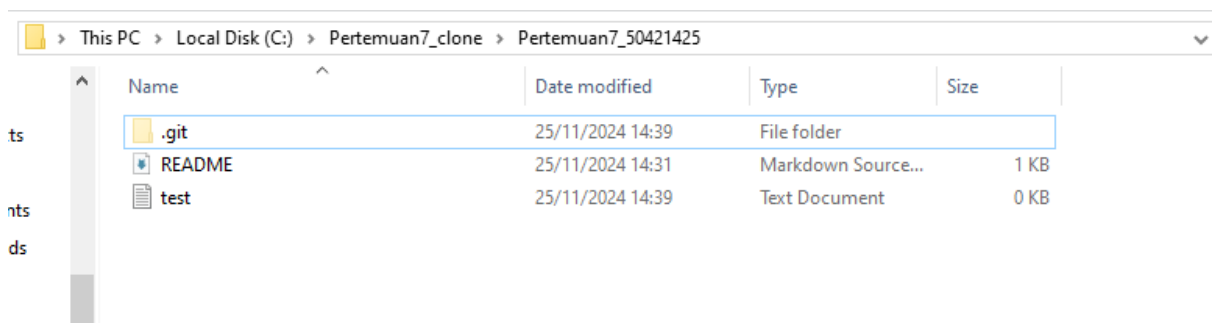 This PC > Local Disk (C:) > Pertemuan7_clone > Pertemuan7_50421425
Name Date modified Type Size
.git 25/11/2024 14:39 File folder
ts
README 25/11/2024 14:31 Markdown Source... 1 KB
test 25/11/2024 14:39 Text Document 0 KB
nts
ds